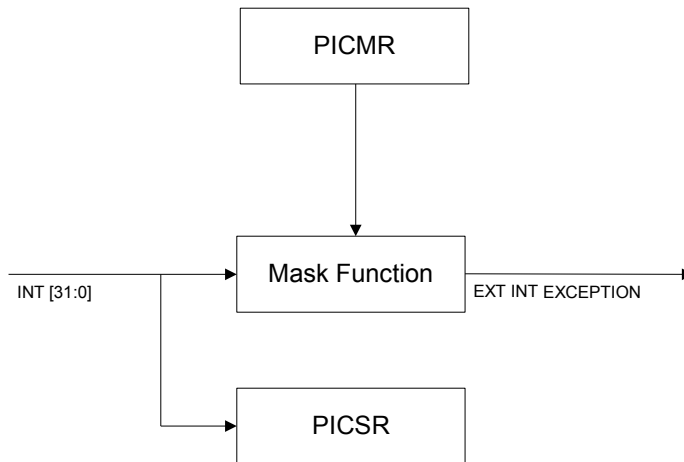 PICMR
Mask Function
INT [31:0]
EXT INT EXCEPTION
PICSR